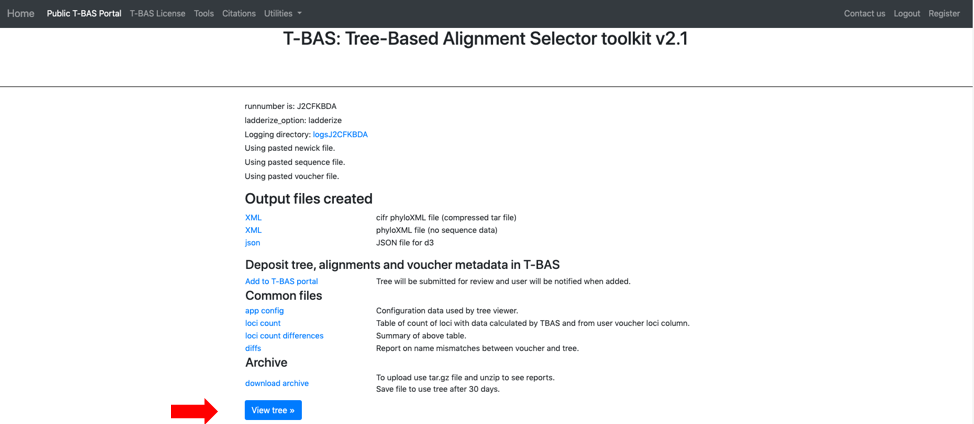 Home Public T-BAS Portal T-BAS License Tools Citations Utilities Contact us Logout Register
T-BAS: Tree-Based Alignment Selector toolkit v2.1
runnumber is: J2CFKBDA
ladderize_option: ladderize
Logging directory: logsJ2CFKBDA
Using pasted newick file.
Using pasted sequence file.
Using pasted voucher file.
Output files created
XML cifr phyloXML file (compressed tar file)
XML phyloXML file (no sequence data)
json JSON file for d3
Deposit tree, alignments and voucher metadata in T-BAS
Add to T-BAS portal Tree will be submitted for review and user will be notified when added.
Common files
app config Configuration data used by tree viewer.
loci count Table of count of loci with data calculated by TBAS and from user voucher loci column.
loci count differences Summary of above table.
diffs Report on name mismatches between voucher and tree.
Archive
download archive To upload use tar.gz file and unzip to see reports.
Save file to use tree after 30 days.
View tree »